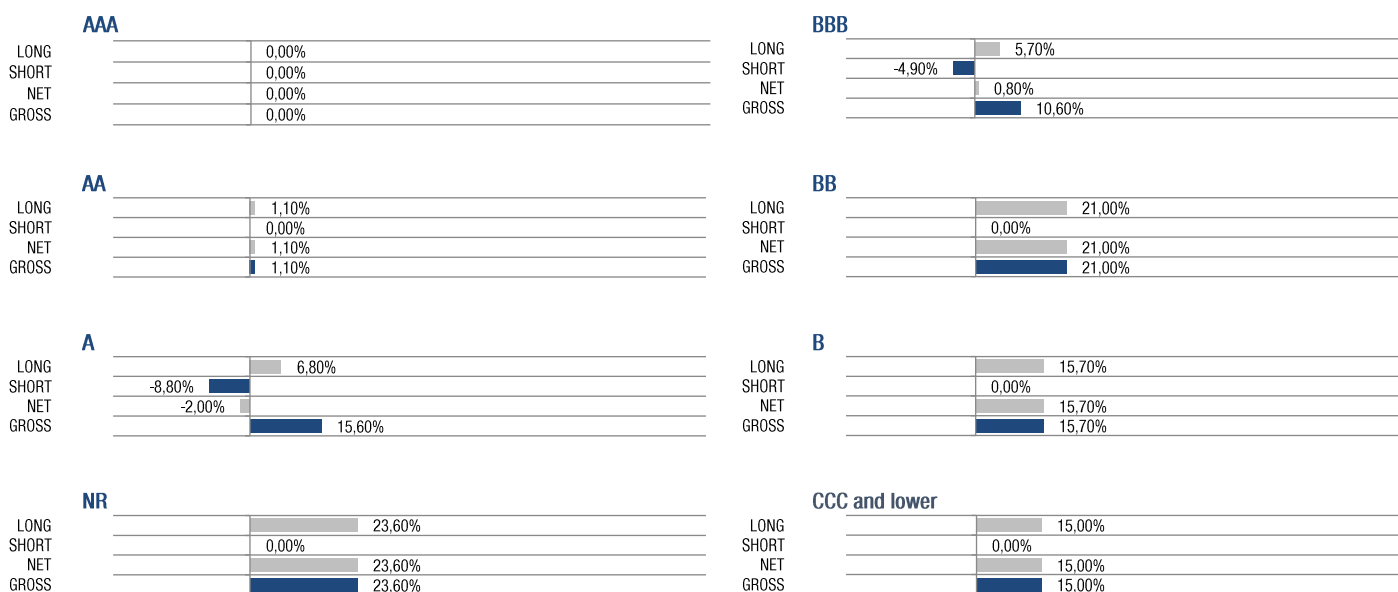 AAA
LONG 0,00%
SHORT 0,00%
NET 0,00%
GROSS 0,00%
AA
LONG 1,10%
SHORT 0,00%
NET 1,10%
GROSS 1,10%
A
LONG 6,80%
SHORT -8,80%
NET -2,00%
GROSS 15,60%
NR
LONG 23,60%
SHORT 0,00%
NET 23,60%
GROSS 23,60%
BBB
LONG 5,70%
SHORT -4,90%
NET 0,80%
GROSS 10,60%
BB
LONG 21,00%
SHORT 0,00%
NET 21,00%
GROSS 21,00%
B
LONG 15,70%
SHORT 0,00%
NET 15,70%
GROSS 15,70%
CCC and lower
LONG 15,00%
SHORT 0,00%
NET 15,00%
GROSS 15,00%